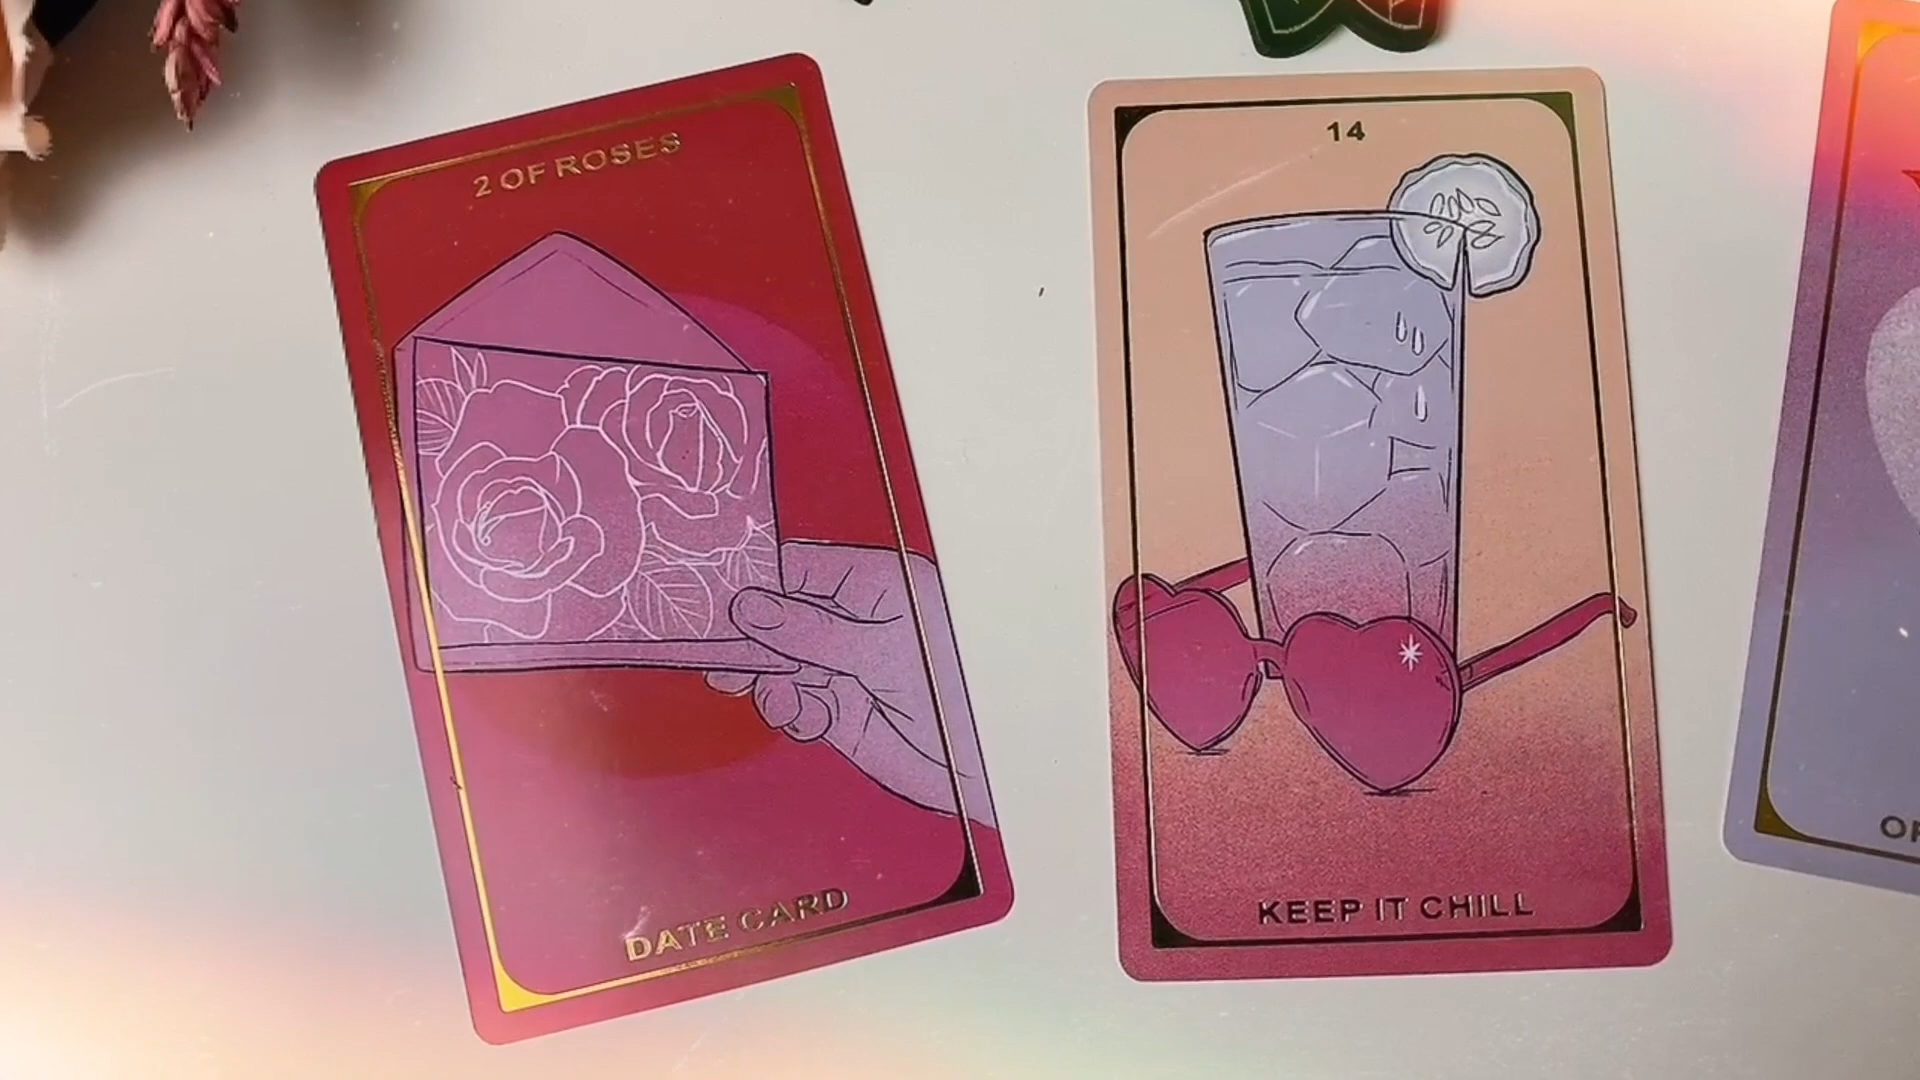 2 OF ROSES
DATE CARD
14
KEEP IT CHILL